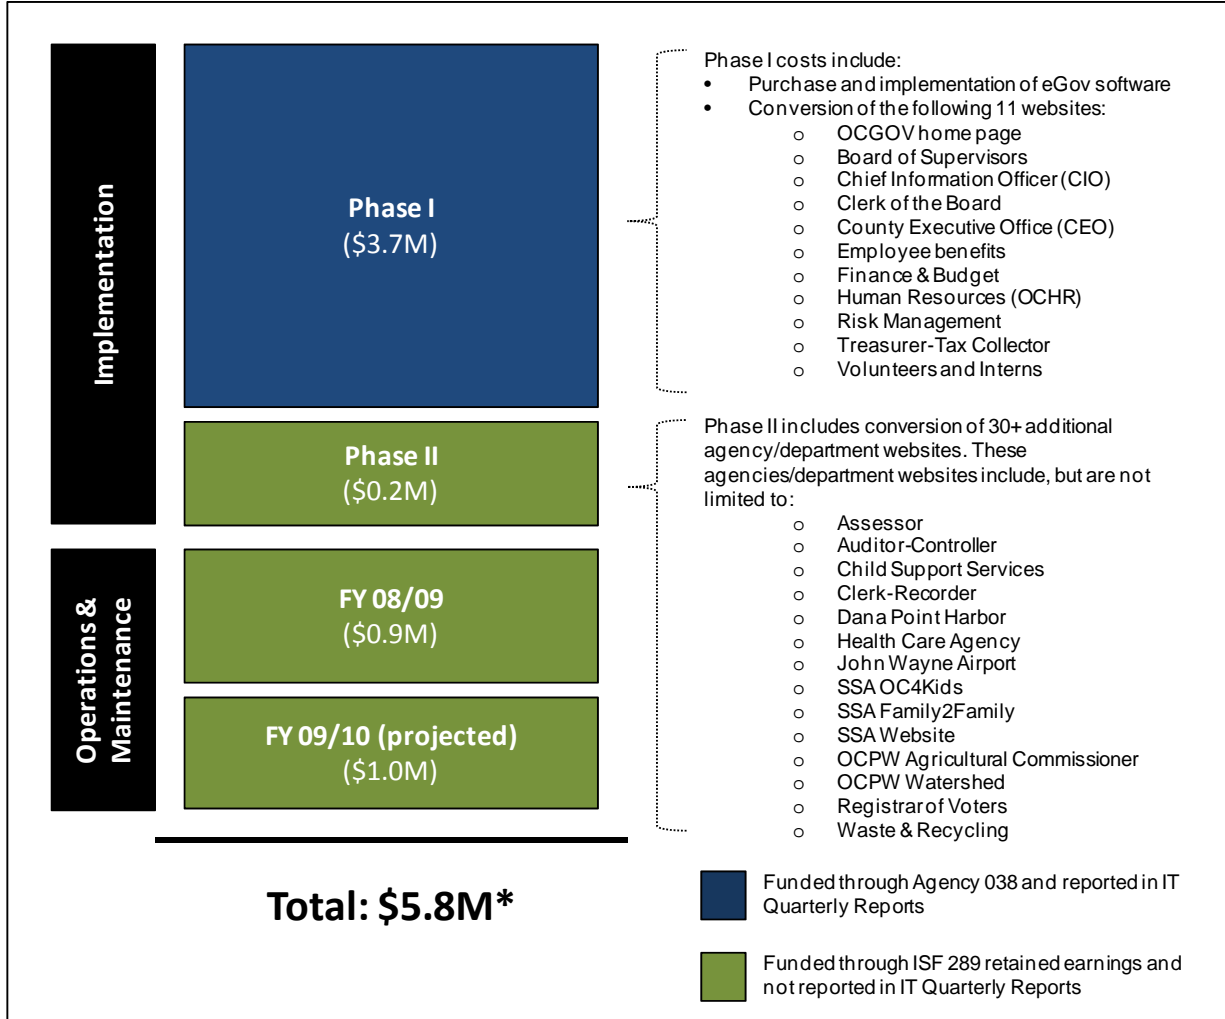 Implementation
Phase I
($3.7M)
Phase I costs include:
• Purchase and implementation of eGov software
• Conversion of the following 11 websites:
o OCGOV home page
o Board of Supervisors
o Chief Information Officer (CIO)
o Clerk of the Board
o County Executive Office (CEO)
o Employee benefits
o Finance & Budget
o Human Resources (OCHR)
o Risk Management
o Treasurer-Tax Collector
o Volunteers and Interns
Phase II
($0.2M)
Phase II includes conversion of 30+ additional
agency/department websites. These
agencies/department websites include, but are not
limited to:
o Assessor
o Auditor-Controller
o Child Support Services
o Clerk-Recorder
o Dana Point Harbor
o Health Care Agency
o John Wayne Airport
o SSA OC4Kids
o SSA Family2Family
o SSA Website
o OCPW Agricultural Commissioner
o OCPW Watershed
o Registrar of Voters
o Waste & Recycling
Operations &
Maintenance
FY 08/09
($0.9M)
FY 09/10 (projected)
($1.0M)
Total: $5.8M*
Funded through Agency 038 and reported in IT
Quarterly Reports
Funded through ISF 289 retained earnings and
not reported in IT Quarterly Reports